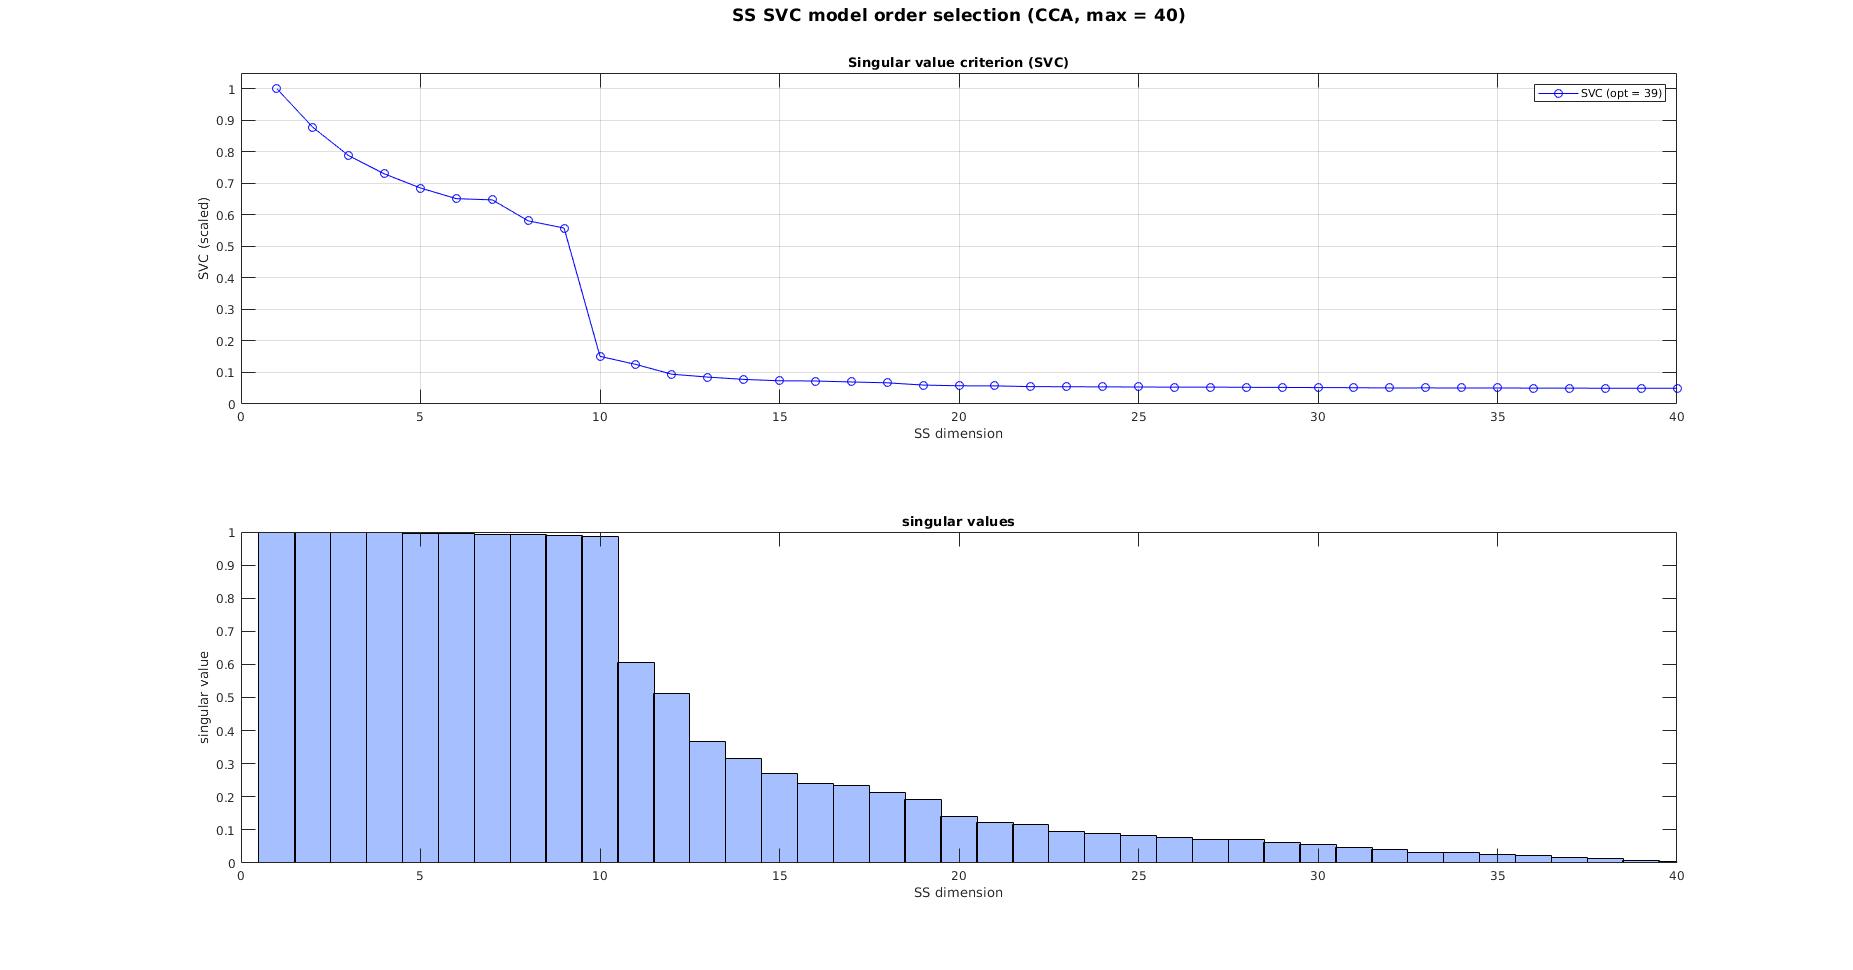 SS SVC model order selection (CCA, max = 40)
Singular value criterion (SVC)
SVC (opt = 39)
1
0.9
0.8
0.7
0.6
0.5
0.4
0.3
0.2
0.1
0
SVC (scaled)
0 5 10 15 20 25 30 35 40
SS dimension
singular values
1
0.9
0.8
0.7
0.6
0.5
0.4
0.3
0.2
0.1
0
singular value
0 5 10 15 20 25 30 35 40
SS dimension